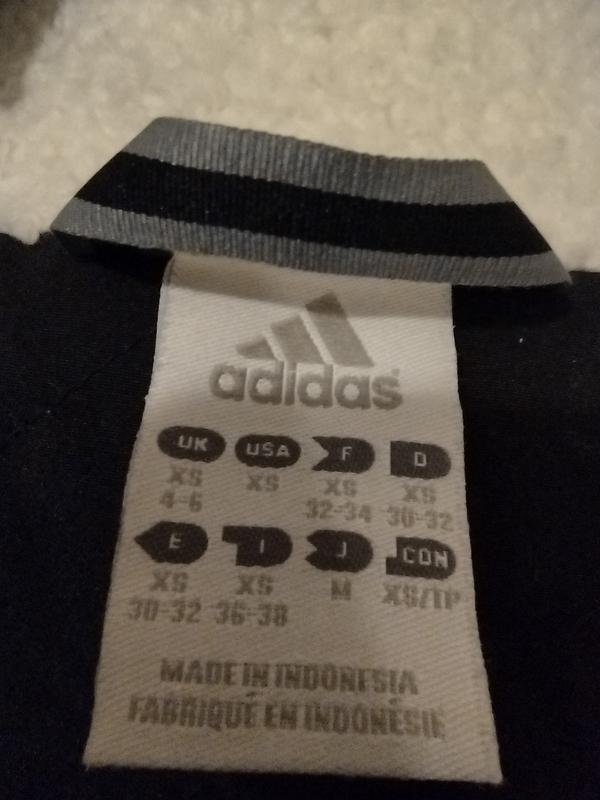 adidas
UK USA F D
XS XS XS XS
4-6 32-34 30-32
E I J CON
XS XS M XS/TP
30-32 36-38
MADE IN INDONESIA
FABRIQUÉ EN INDONÉSIE